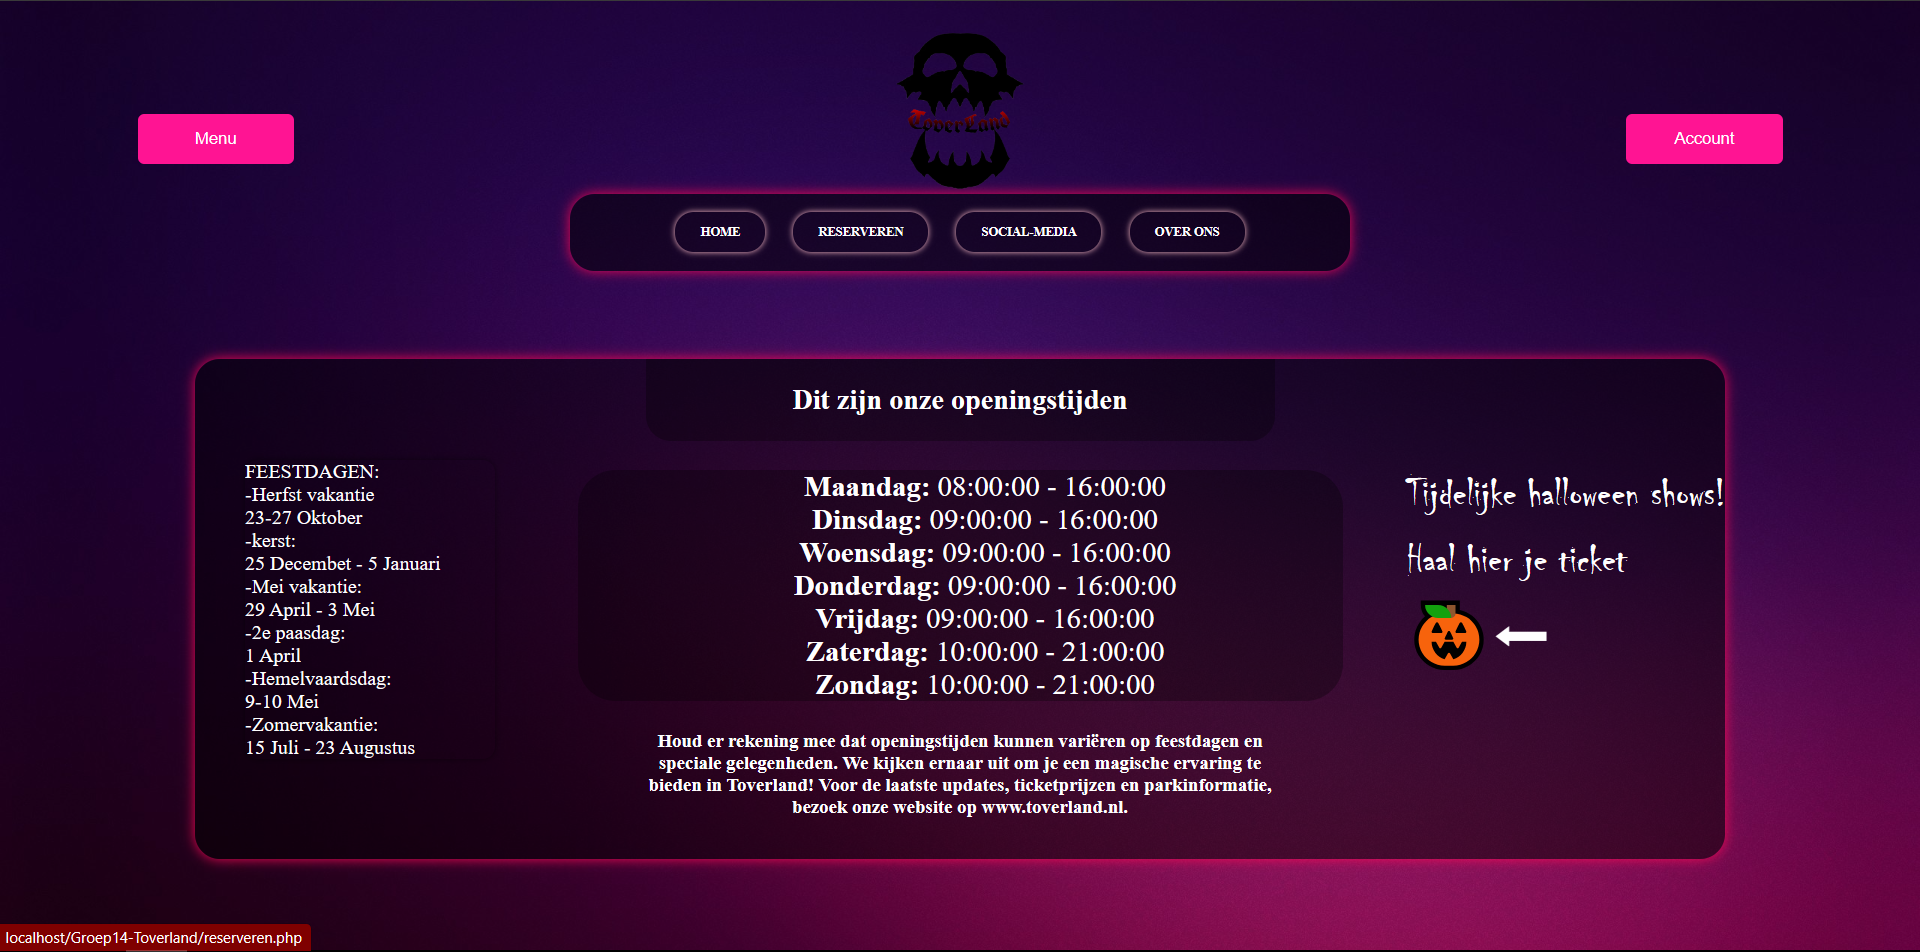 ToverLand
Menu
Account
HOME
RESERVEREN
SOCIAL-MEDIA
OVER ONS
Dit zijn onze openingstijden
FEESTDAGEN:
-Herfst vakantie
23-27 Oktober
-kerst:
25 Decembet - 5 Januari
-Mei vakantie:
29 April - 3 Mei
-2e paasdag:
1 April
-Hemelvaardsdag:
9-10 Mei
-Zomervakantie:
15 Juli - 23 Augustus
Maandag: 08:00:00 - 16:00:00
Dinsdag: 09:00:00 - 16:00:00
Woensdag: 09:00:00 - 16:00:00
Donderdag: 09:00:00 - 16:00:00
Vrijdag: 09:00:00 - 16:00:00
Zaterdag: 10:00:00 - 21:00:00
Zondag: 10:00:00 - 21:00:00
Houd er rekening mee dat openingstijden kunnen variëren op feestdagen en
speciale gelegenheden. We kijken ernaar uit om je een magische ervaring te
bieden in Toverland! Voor de laatste updates, ticketprijzen en parkinformatie,
bezoek onze website op www.toverland.nl.
Tijdelijke halloween shows!
Haal hier je ticket
localhost/Groep14-Toverland/reserveren.php